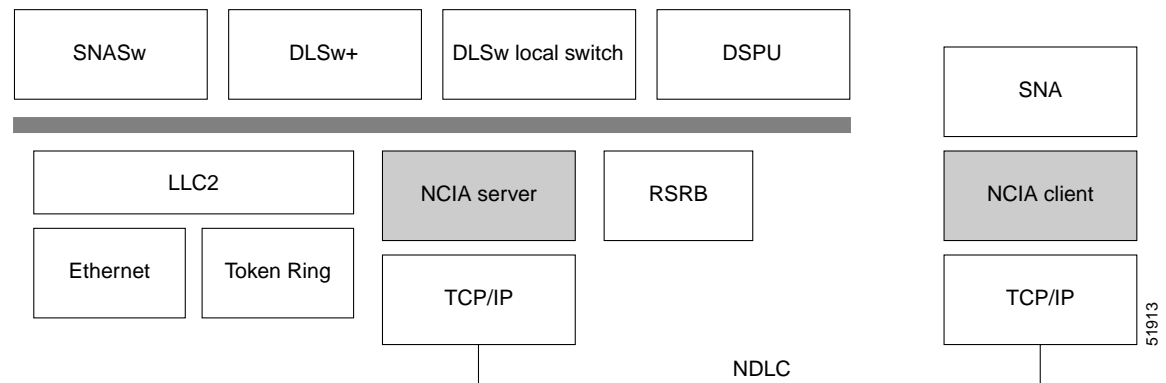 SNASw
DLSw+
DLSw local switch
DSPU
SNA
LLC2
NCIA server
RSRB
NCIA client
Ethernet
Token Ring
TCP/IP
TCP/IP
51913
NDLC